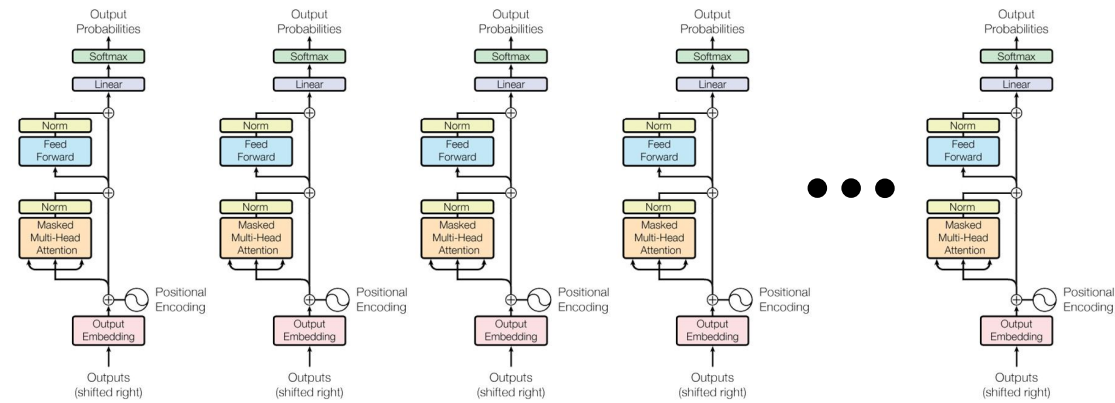 Output
Probabilities
Softmax
Linear
Norm
Feed
Forward
Norm
Masked
Multi-Head
Attention
Positional
Encoding
Output
Embedding
Outputs
(shifted right)
Output
Probabilities
Softmax
Linear
Norm
Feed
Forward
Norm
Masked
Multi-Head
Attention
Positional
Encoding
Output
Embedding
Outputs
(shifted right)
Output
Probabilities
Softmax
Linear
Norm
Feed
Forward
Norm
Masked
Multi-Head
Attention
Positional
Encoding
Output
Embedding
Outputs
(shifted right)
Output
Probabilities
Softmax
Linear
Norm
Feed
Forward
Norm
Masked
Multi-Head
Attention
Positional
Encoding
Output
Embedding
Outputs
(shifted right)
Output
Probabilities
Softmax
Linear
Norm
Feed
Forward
Norm
Masked
Multi-Head
Attention
Positional
Encoding
Output
Embedding
Outputs
(shifted right)